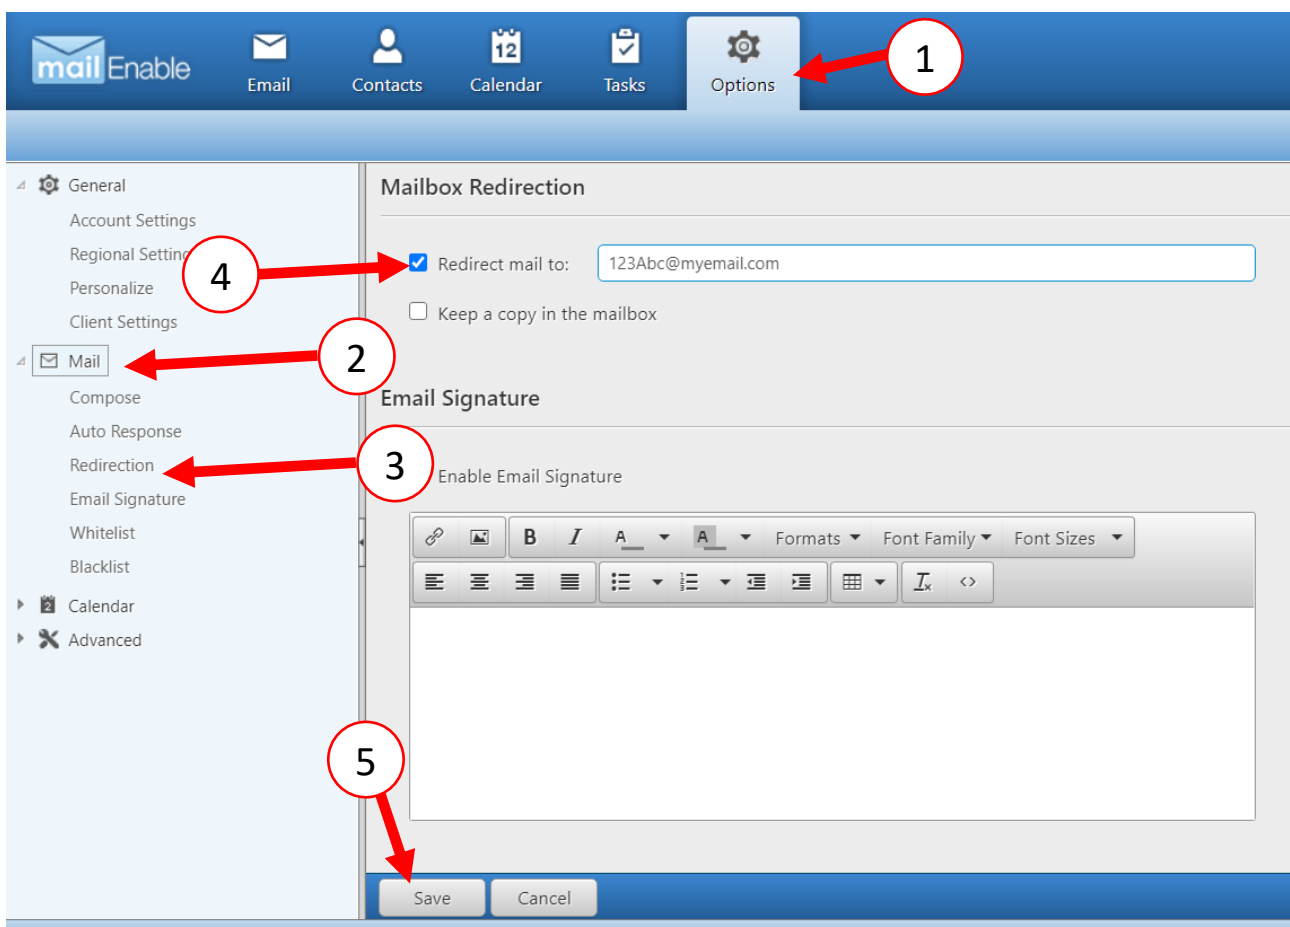 mail Enable
Email
Contacts
12
Calendar
Tasks
Options
1
General
Account Settings
Regional Setting
Personalize
Client Settings
Mail
Compose
Auto Response
Redirection
Email Signature
Whitelist
Blacklist
2
Calendar
Advanced
Mailbox Redirection
4
Redirect mail to: 123Abc@myemail.com
Keep a copy in the mailbox
2
Email Signature
3
Enable Email Signature
B I A A Formats Font Family Font Sizes
5
Save Cancel